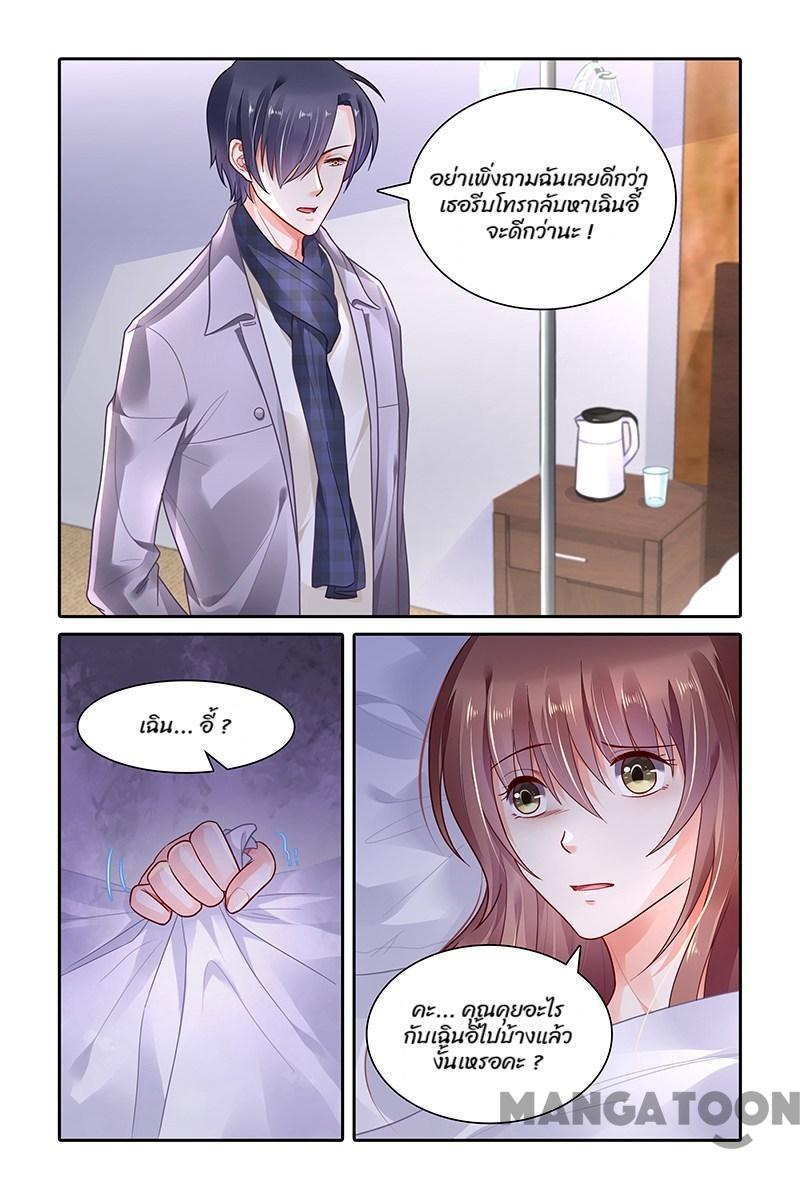 อย่าเพิ่งถามฉันเลยดีกว่า
เธอรีบโทรกลับหาเฉินอี้
จะดีกว่านะ !
เฉิน... อี้ ?
คะ... คุณคุยอะไร
กับเฉินอี้ไปบ้างแล้ว
งั้นเหรอคะ ?
MANGATOON